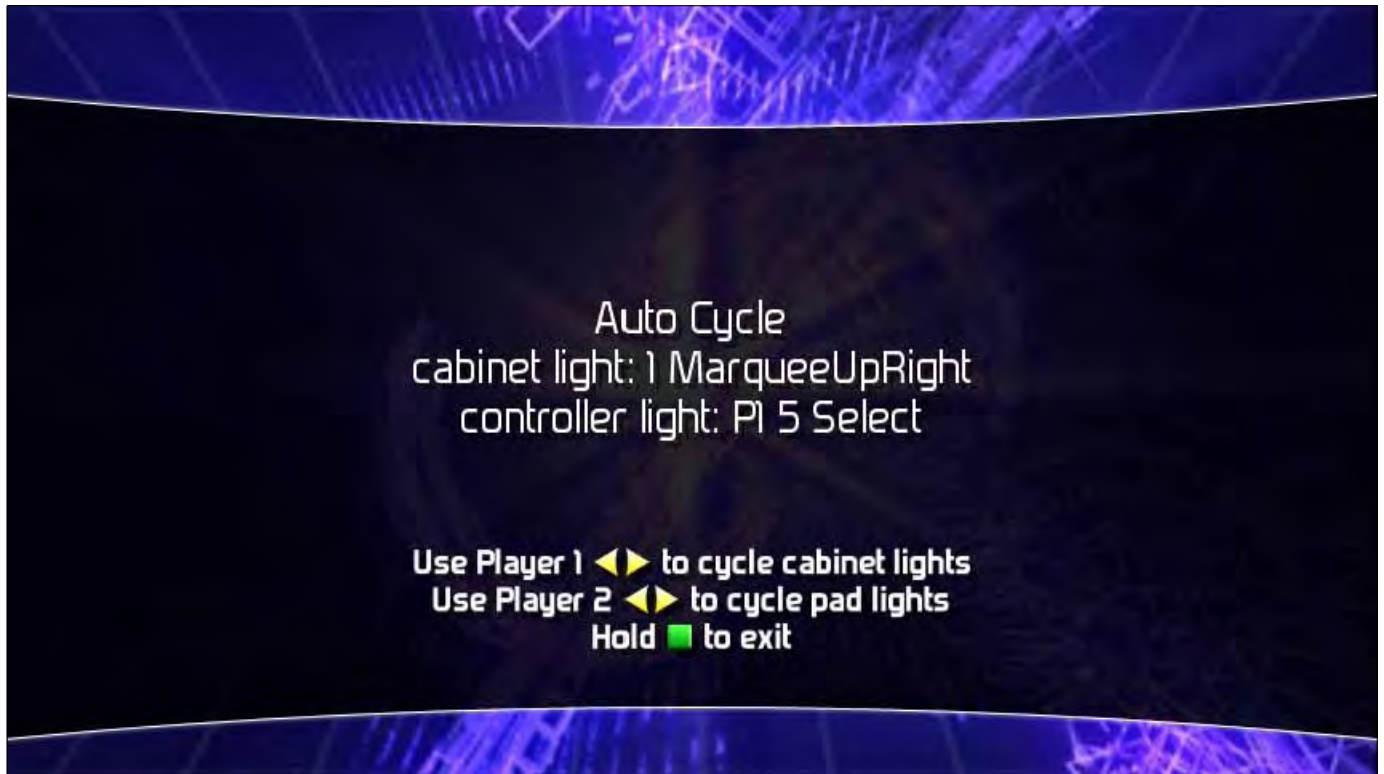 Auto Cycle
cabinet light: 1 MarqueeUpRight
controller light: P1 5 Select
Use Player 1 ◀▶ to cycle cabinet lights
Use Player 2 ◀▶ to cycle pad lights
Hold 🟩 to exit